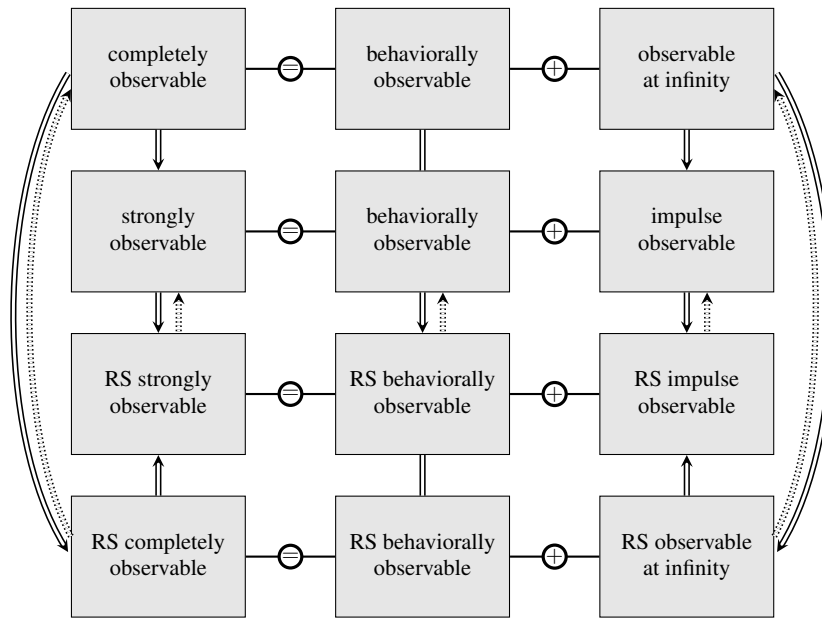 completely
observable
=
behaviorally
observable
+
observable
at infinity
strongly
observable
=
behaviorally
observable
+
impulse
observable
RS strongly
observable
=
RS behaviorally
observable
+
RS impulse
observable
RS completely
observable
=
RS behaviorally
observable
+
RS observable
at infinity